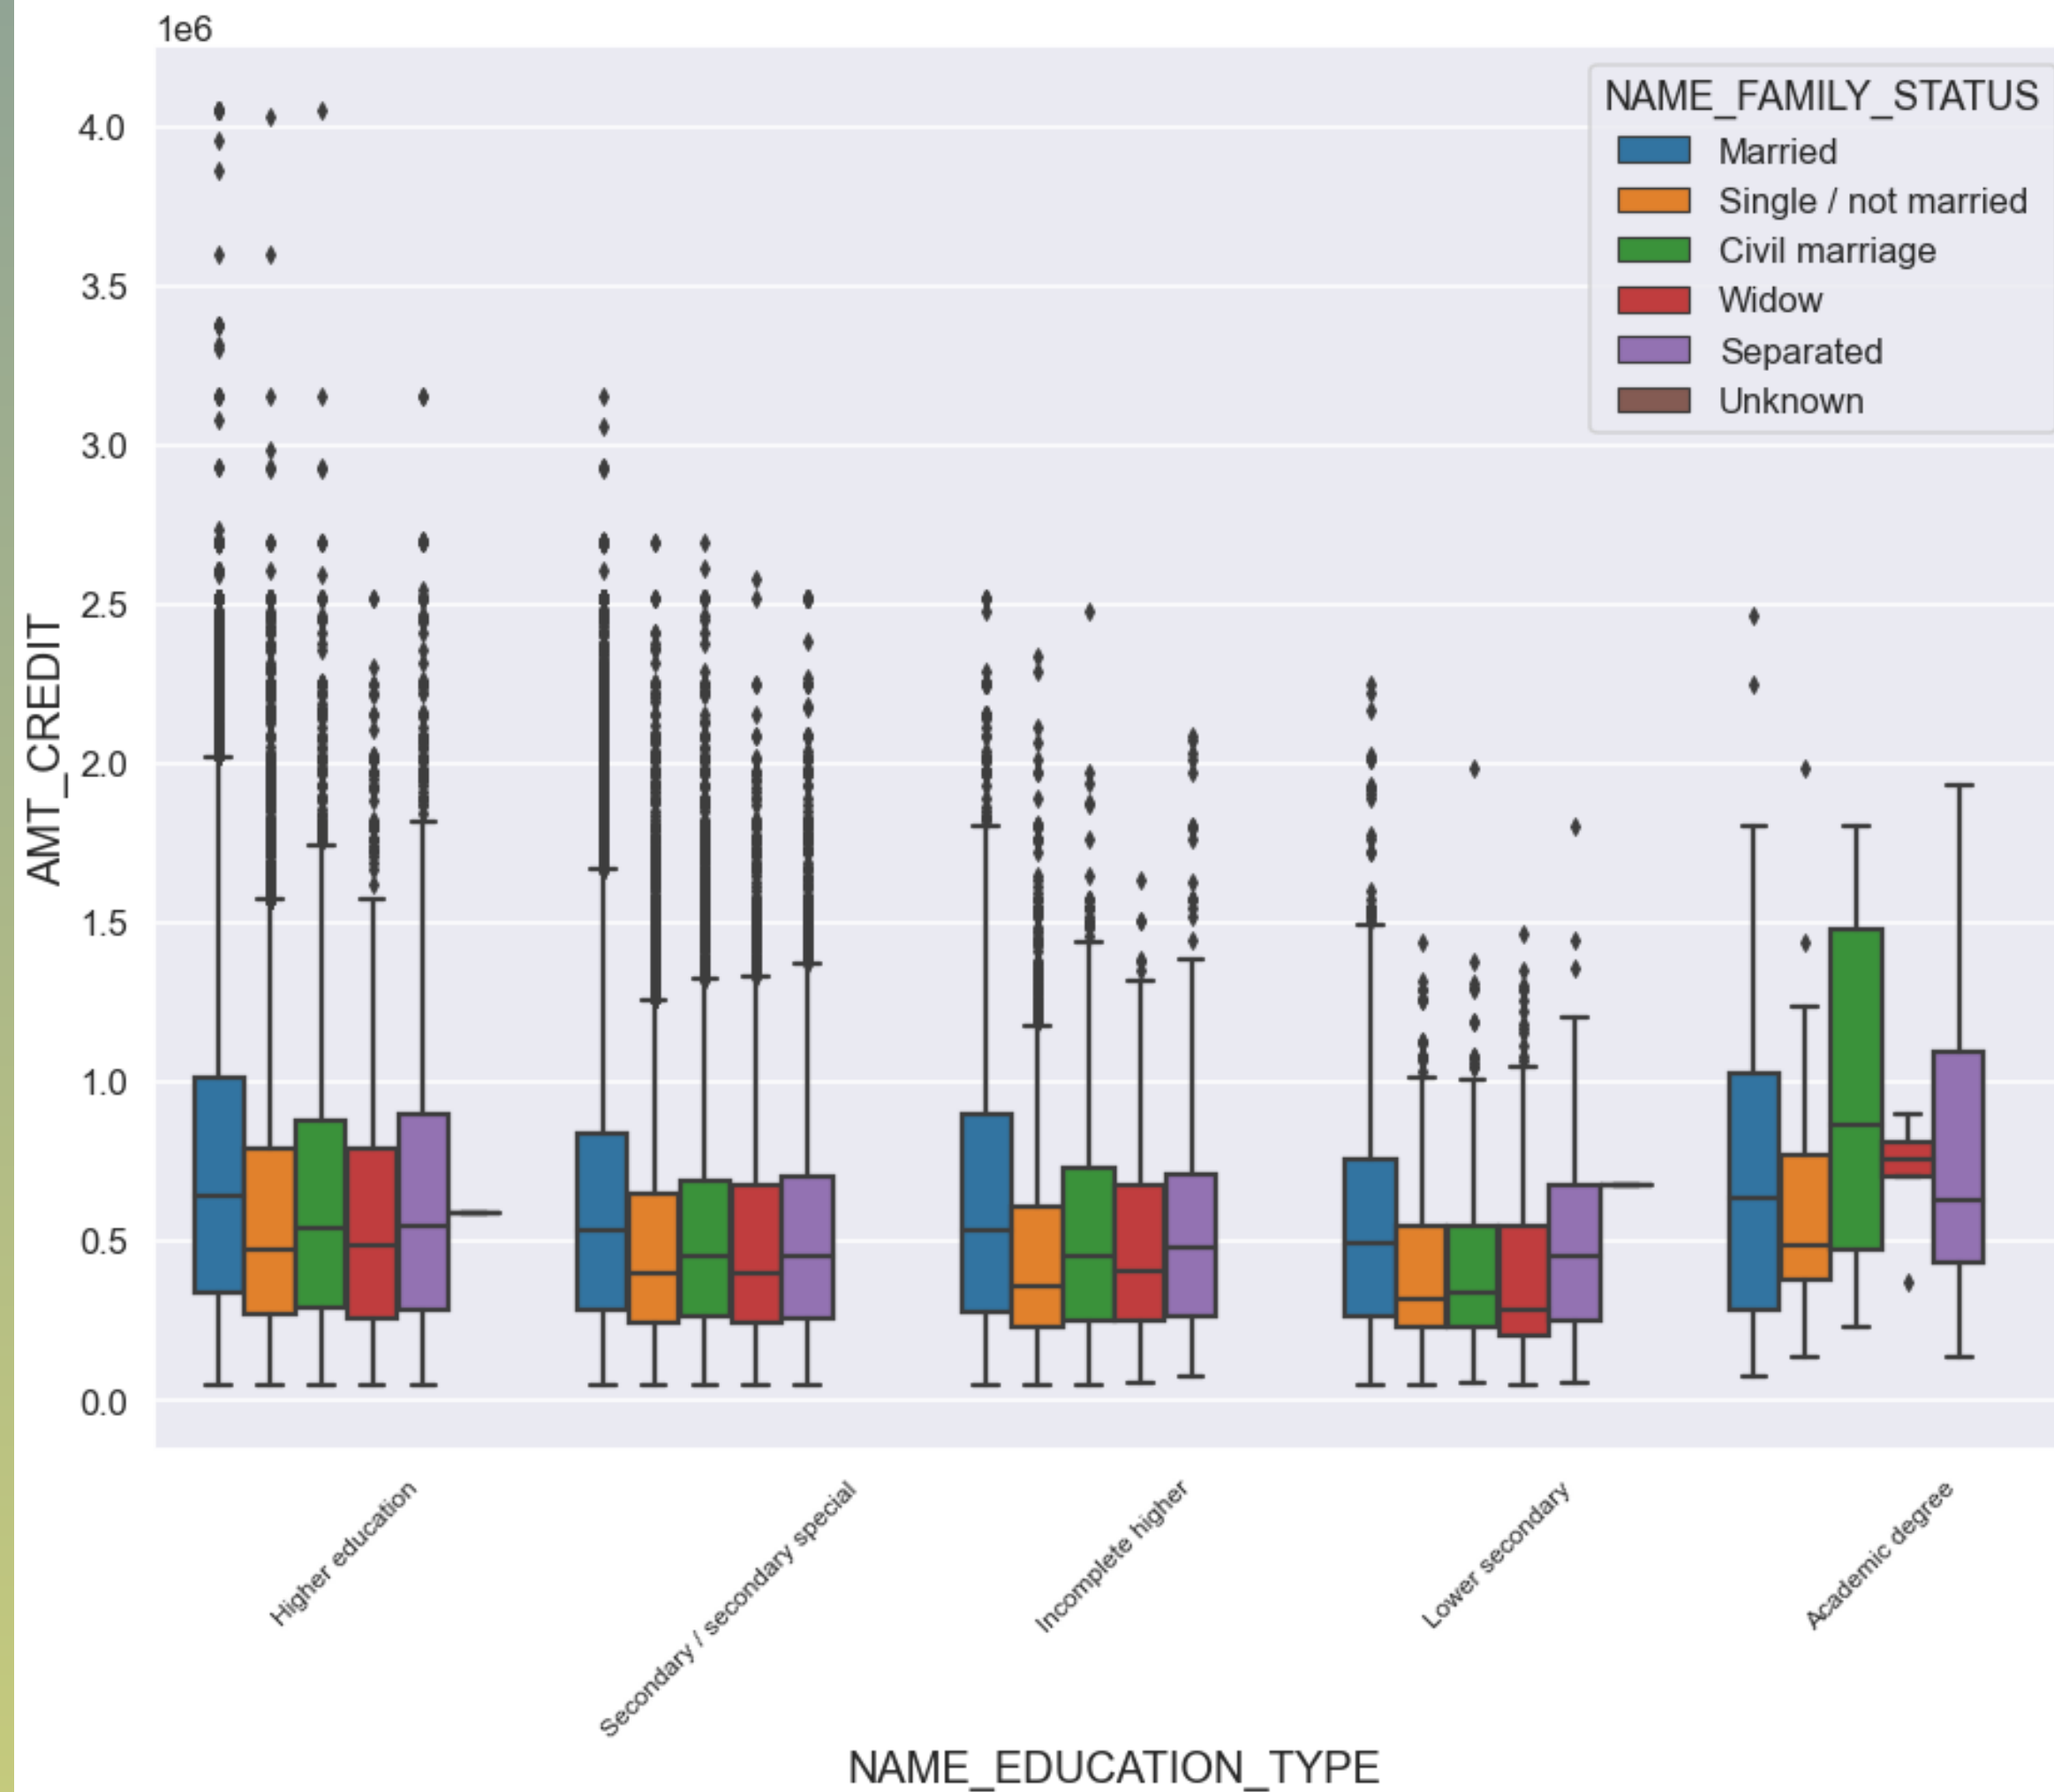 1e6
4.0
3.5
3.0
2.5
2.0
1.5
1.0
0.5
0.0
AMT_CREDIT
NAME_FAMILY_STATUS
Married
Single / not married
Civil marriage
Widow
Separated
Unknown
Higher education
Secondary / secondary special
Incomplete higher
Lower secondary
Academic degree
NAME_EDUCATION_TYPE